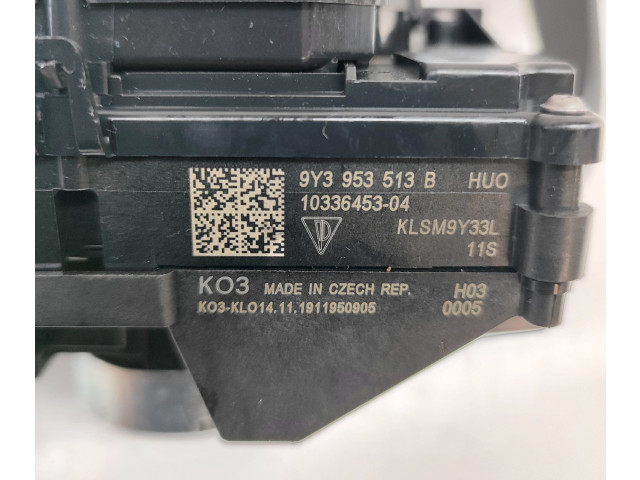 9Y3 953 513 B HUO
10336453-04
KLSM9Y33L
11S
KO3 MADE IN CZECH REP. H03
KO3-KLO14.11.1911950905 0005